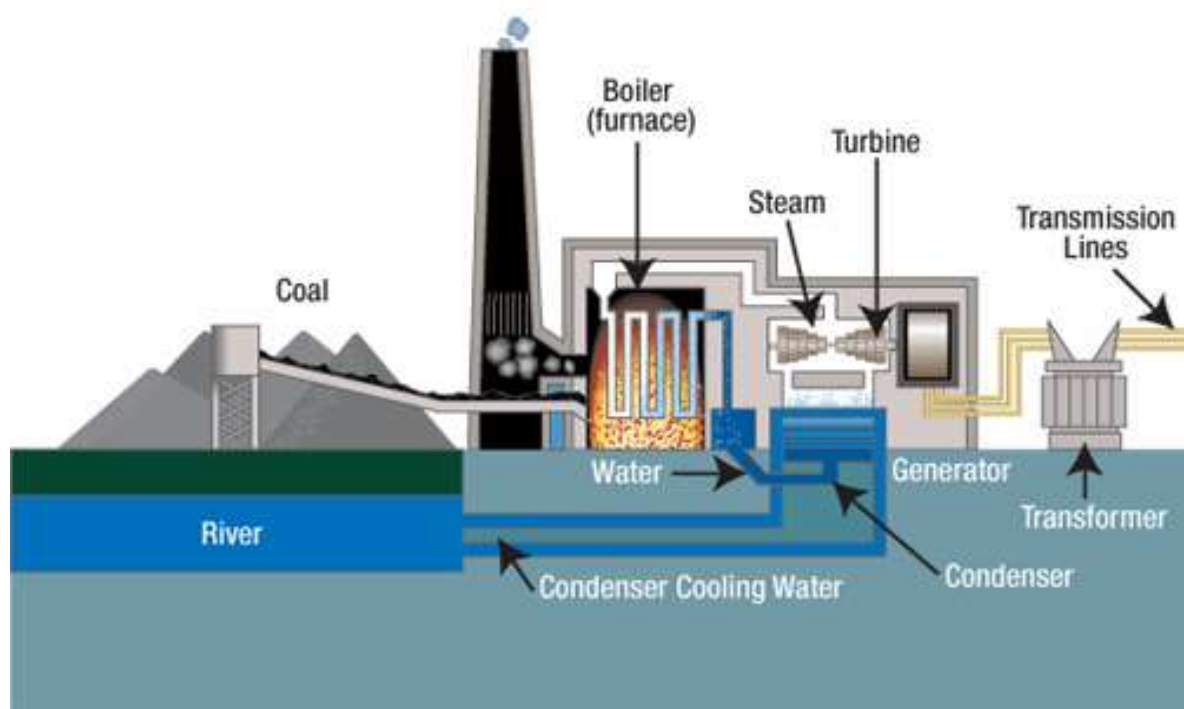 Boiler
(furnace)
Turbine
Steam
Transmission
Lines
Coal
Water
Generator
River
Transformer
Condenser Cooling Water
Condenser